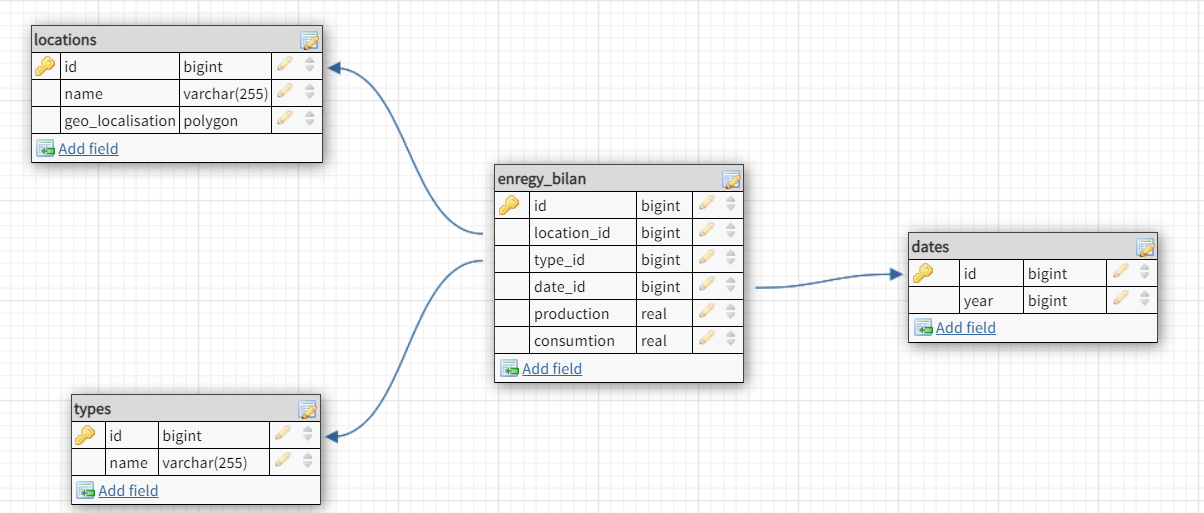 locations
id bigint
name varchar(255)
geo_localisation polygon
Add field
enregy_bilan
id bigint
location_id bigint
type_id bigint
date_id bigint
production real
consumtion real
Add field
dates
id bigint
year bigint
Add field
types
id bigint
name varchar(255)
Add field